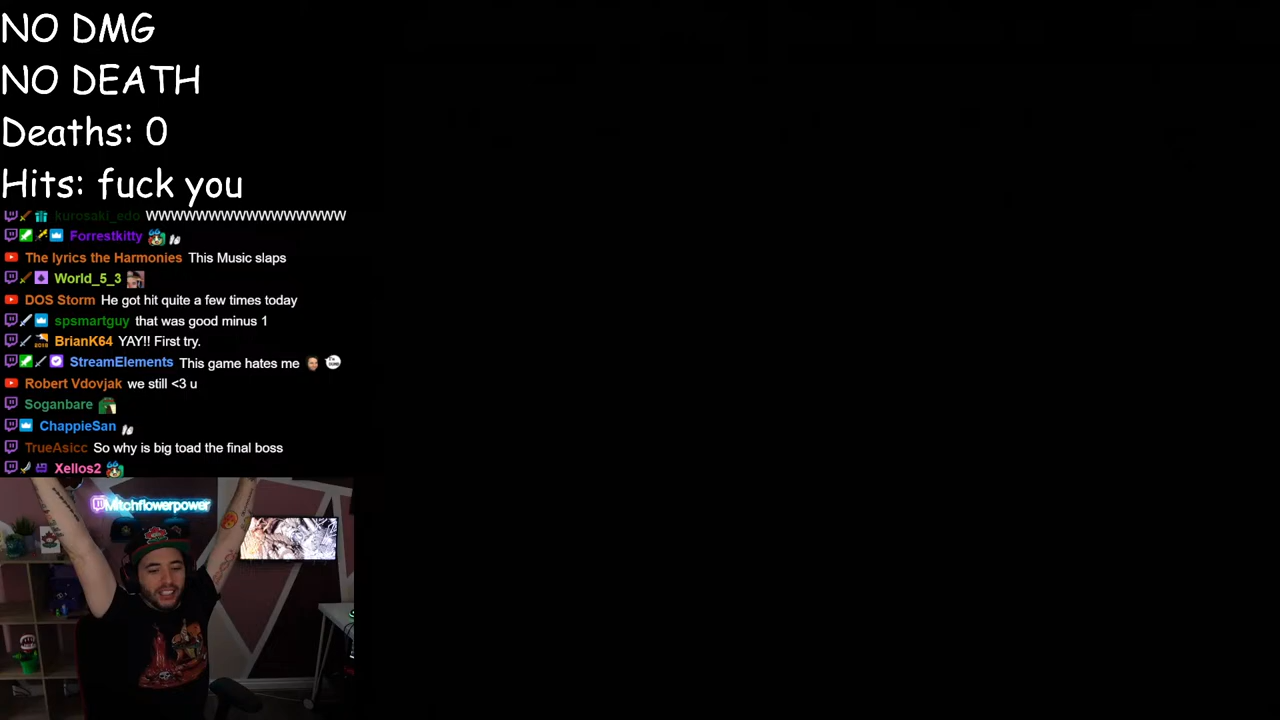 NO DMG
NO DEATH
Deaths: 0
Hits: fuck you
kurosaki_edo WWWWWWWWWWWWWWWWW
Forrestkitty
The lyrics the Harmonies This Music slaps
World_5_3
DOS Storm He got hit quite a few times today
spsmartguy that was good minus 1
BrianK64 YAY!! First try.
StreamElements This game hates me
Robert Vdovjak we still <3 u
Soganbare
ChappieSan
TrueAsicc So why is big toad the final boss
Xellos2
Mitchflowerpower